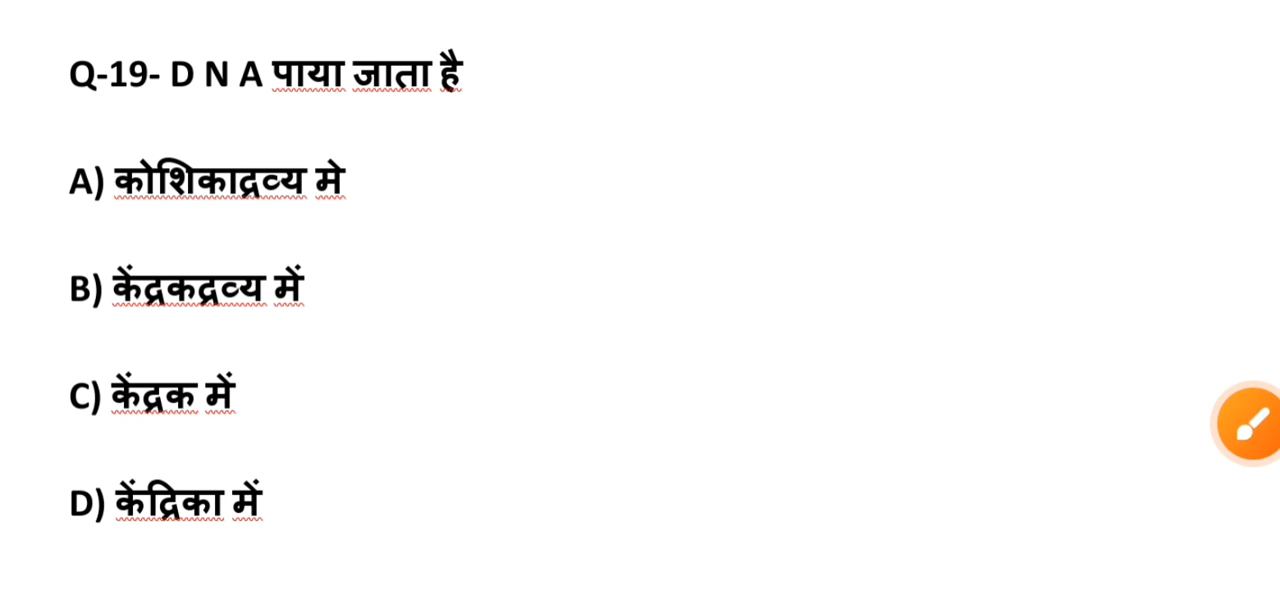 Q-19- D N A पाया जाता है
A) कोशिकाद्रव्य मे
B) केंद्रकद्रव्य में
C) केंद्रक में
D) केंद्रिका में